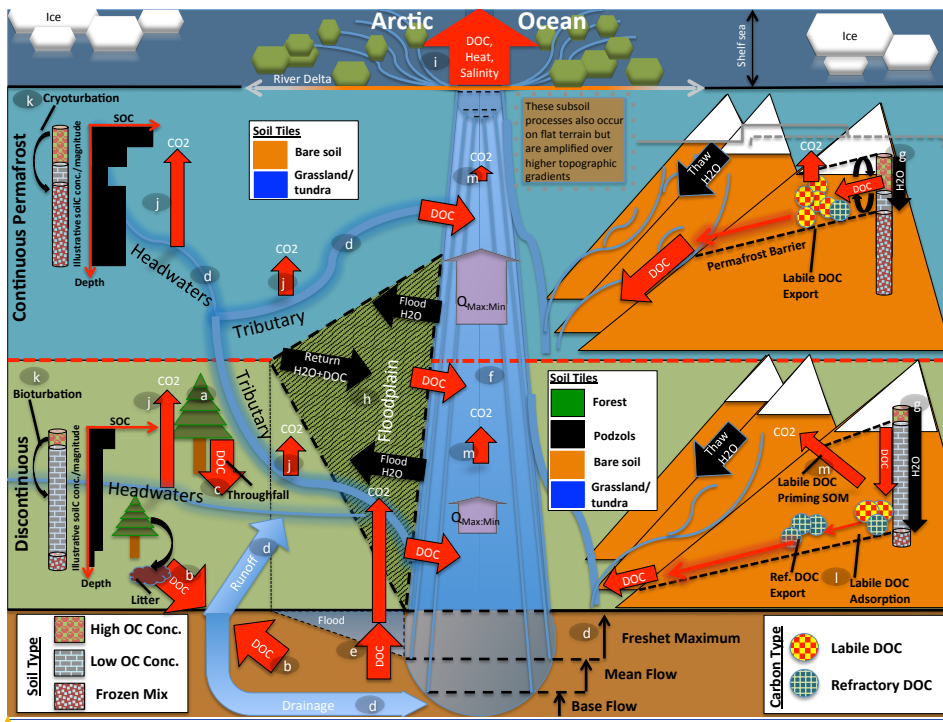 Ice
Arctic Ocean
DOC,
Heat,
Salinity
i
Ice
Shelf sea
River Delta
k
Cryoturbation
SOC
Illustrative soilC conc./magnitude
Depth
CO2
j
Continuous Permafrost
Soil Tiles
Bare soil
Grassland/
tundra
These subsoil
processes also occur
on flat terrain but
are amplified over
higher topographic
gradients
CO2
m
DOC
d
d
Headwaters
CO2
j
Tributary
Flood
H2O
QMax:Min
Thaw
H2O
CO2
g
DOC
H2O
DOC
Permafrost Barrier
Labile DOC
Export
Return
H2O+DOC
h
Floodplain
DOC
f
Tributary
k
Bioturbation
SOC
Illustrative soilC conc./magnitude
Depth
CO2
j
a
DOC
c
Throughfall
Headwaters
Discontinuous
CO2
j
Flood
H2O
CO2
CO2
m
QMax:Min
DOC
Soil Tiles
Forest
Podzols
Bare soil
Grassland/
tundra
Thaw
H2O
CO2
m
Labile DOC
Priming SOM
g
DOC
H2O
Ref. DOC
Export
l
Labile DOC
Adsorption
DOC
Litter
DOC
b
Runoff
d
Flood
e
DOC
DOC
b
Drainage
d
d
Freshet Maximum
Mean Flow
Base Flow
Soil Type
High OC Conc.
Low OC Conc.
Frozen Mix
Carbon Type
Labile DOC
Refractory DOC